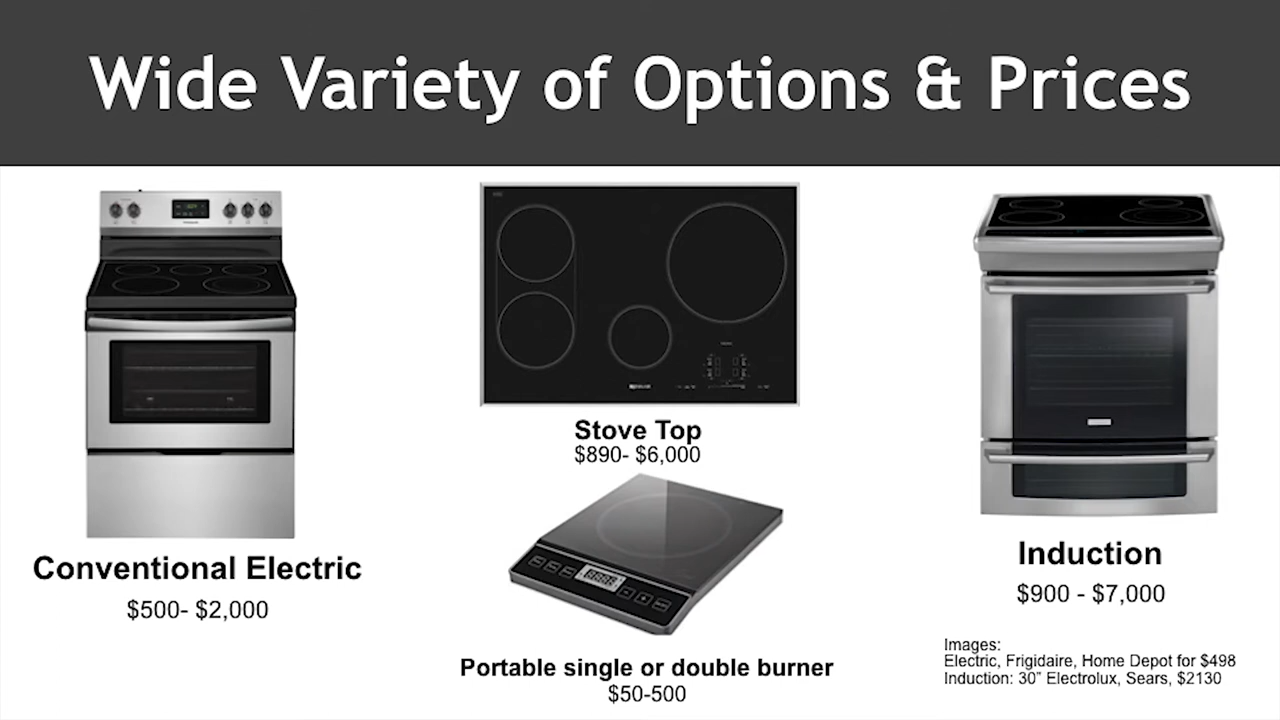 Wide Variety of Options & Prices
Stove Top
$890- $6,000
Conventional Electric
$500- $2,000
Induction
$900 - $7,000
Portable single or double burner
$50-500
Images:
Electric, Frigidaire, Home Depot for $498
Induction: 30" Electrolux, Sears, $2130